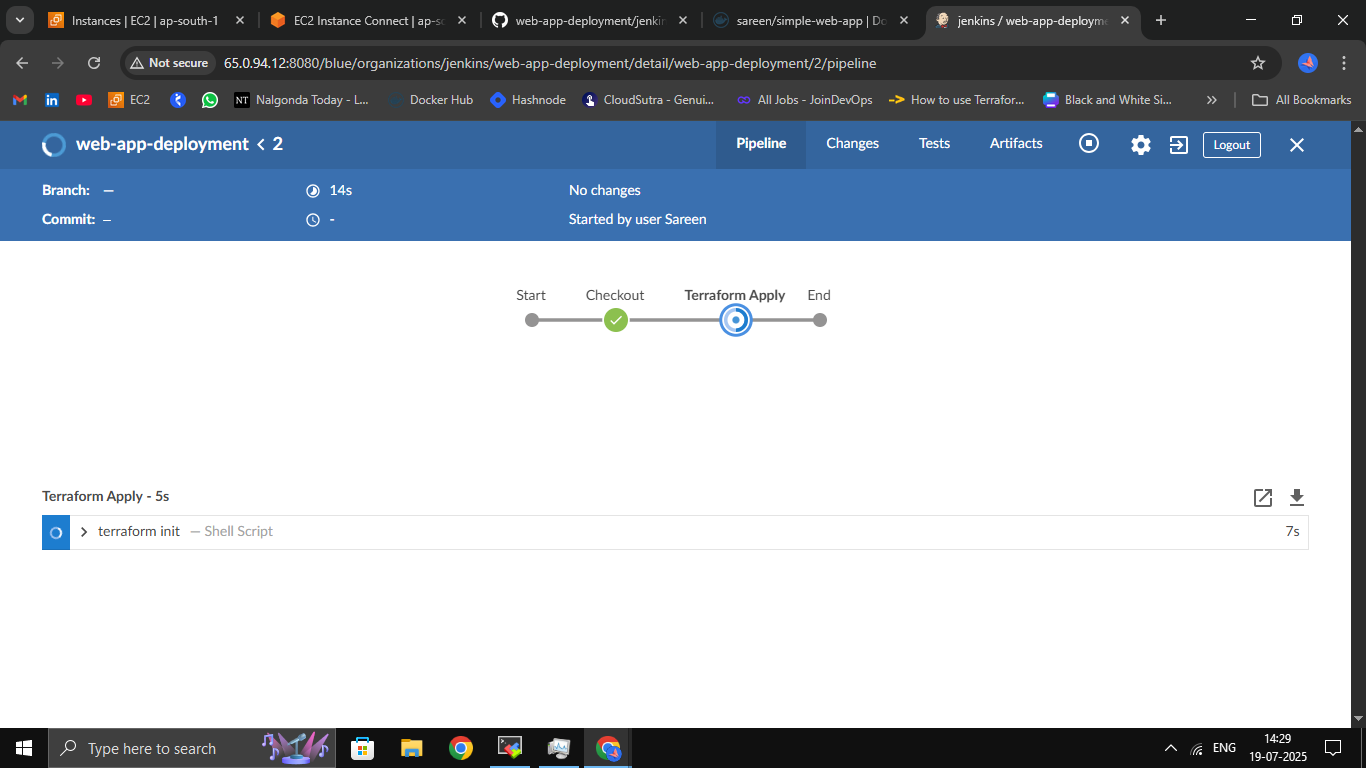 Instances | EC2 | ap-south-1
EC2 Instance Connect | ap-so
web-app-deployment/jenkin
sareen/simple-web-app | Do
jenkins / web-app-deployme
Not secure
65.0.94.12:8080/blue/organizations/jenkins/web-app-deployment/detail/web-app-deployment/2/pipeline
EC2
NT
Nalgonda Today - L...
Docker Hub
Hashnode
CloudSutra - Genui...
All Jobs - JoinDevOps
How to use Terrafor...
Black and White Si...
»
All Bookmarks
web-app-deployment < 2
Pipeline
Changes
Tests
Artifacts
Logout
Branch: —
14s
No changes
Commit: –
-
Started by user Sareen
Start
Checkout
Terraform Apply
End
Terraform Apply - 5s
terraform init — Shell Script
7s
Type here to search
ENG
14:29
19-07-2025